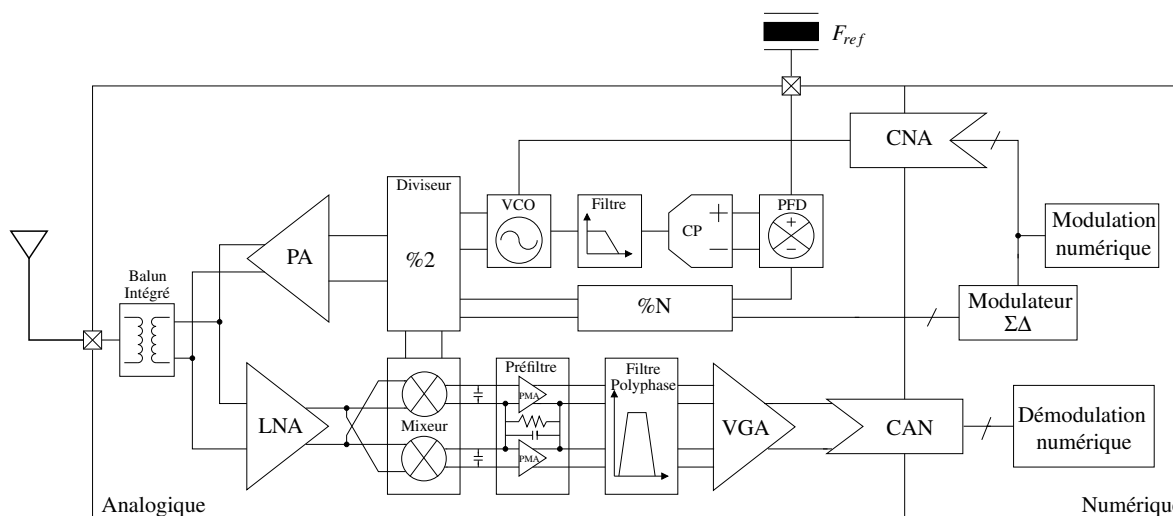 F_ref
CNA
Diviseur
VCO
Filtre
CP
+
−
PFD
+
−
Modulation
numérique
PA
%2
Balun
Intégré
%N
Modulateur
ΣΔ
Préfiltre
PMA
Filtre
Polyphase
LNA
Mixeur
PMA
VGA
CAN
Démodulation
numérique
Analogique
Numérique